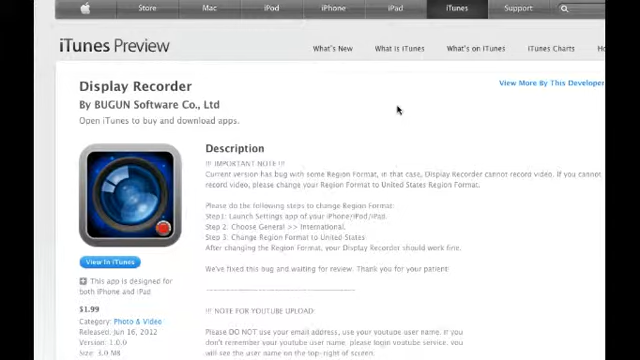 Store Mac iPod iPhone iPad iTunes Support
iTunes Preview What's New What is iTunes What's on iTunes iTunes Charts
Display Recorder
View More By This Developer
By BUGUN Software Co., Ltd
Open iTunes to buy and download apps.
Description
!!! IMPORTANT NOTE !!!
Current version has bug with some Region Format, in that case, Display Recorder cannot record video. If you cannot
record video, please change your Region Format to United States Region Format.
Please do the following steps to change Region Format:
Step1: Launch Settings app of your iPhone/iPod/iPad.
Step 2: Choose General >> International.
Step 3: Change Region Format to United States
After changing the Region Format, your Display Recorder should work fine.
We've fixed this bug and waiting for review. Thank you for your patient!
View In iTunes
This app is designed for
both iPhone and iPad
$1.99
Category: Photo & Video
Released: Jun 16, 2012
Version: 1.0.0
Size: 3.0 MB
!!! NOTE FOR YOUTUBE UPLOAD:
Please DO NOT use your email address, use your youtube user name. If you
don't remember your youtube user name, please login youtube service, you
will see the user name on the top-right of screen.